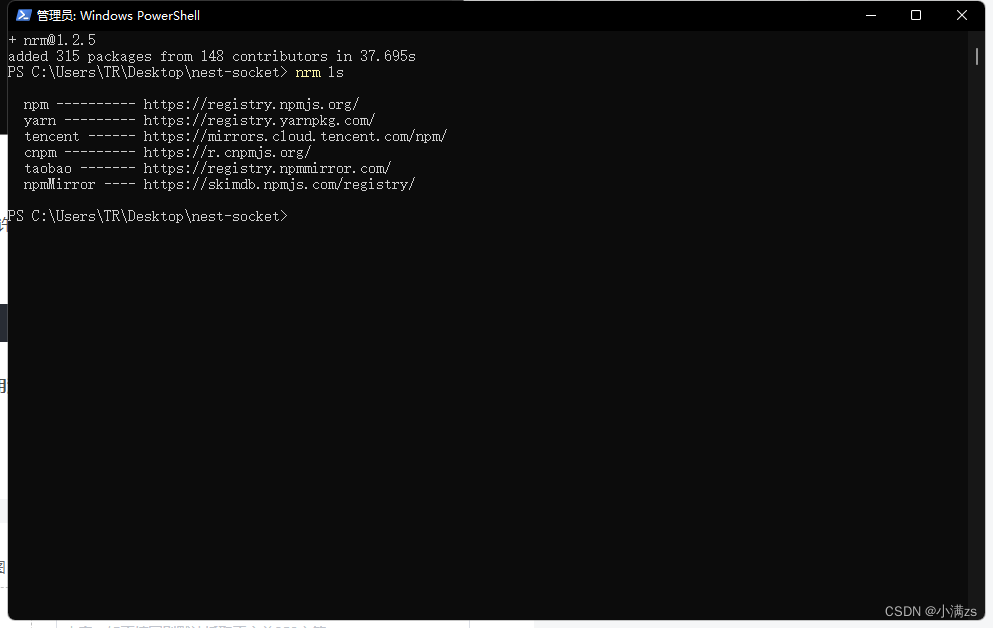 管理员: Windows PowerShell
+ nrm@1.2.5
added 315 packages from 148 contributors in 37.695s
PS C:\Users\TR\Desktop\nest-socket> nrm ls
npm ---------- https://registry.npmjs.org/
yarn --------- https://registry.yarnpkg.com/
tencent ------ https://mirrors.cloud.tencent.com/npm/
cnpm --------- https://r.cnpmjs.org/
taobao ------- https://registry.npmmirror.com/
npmMirror ---- https://skimdb.npmjs.com/registry/
PS C:\Users\TR\Desktop\nest-socket>
CSDN @小满zs